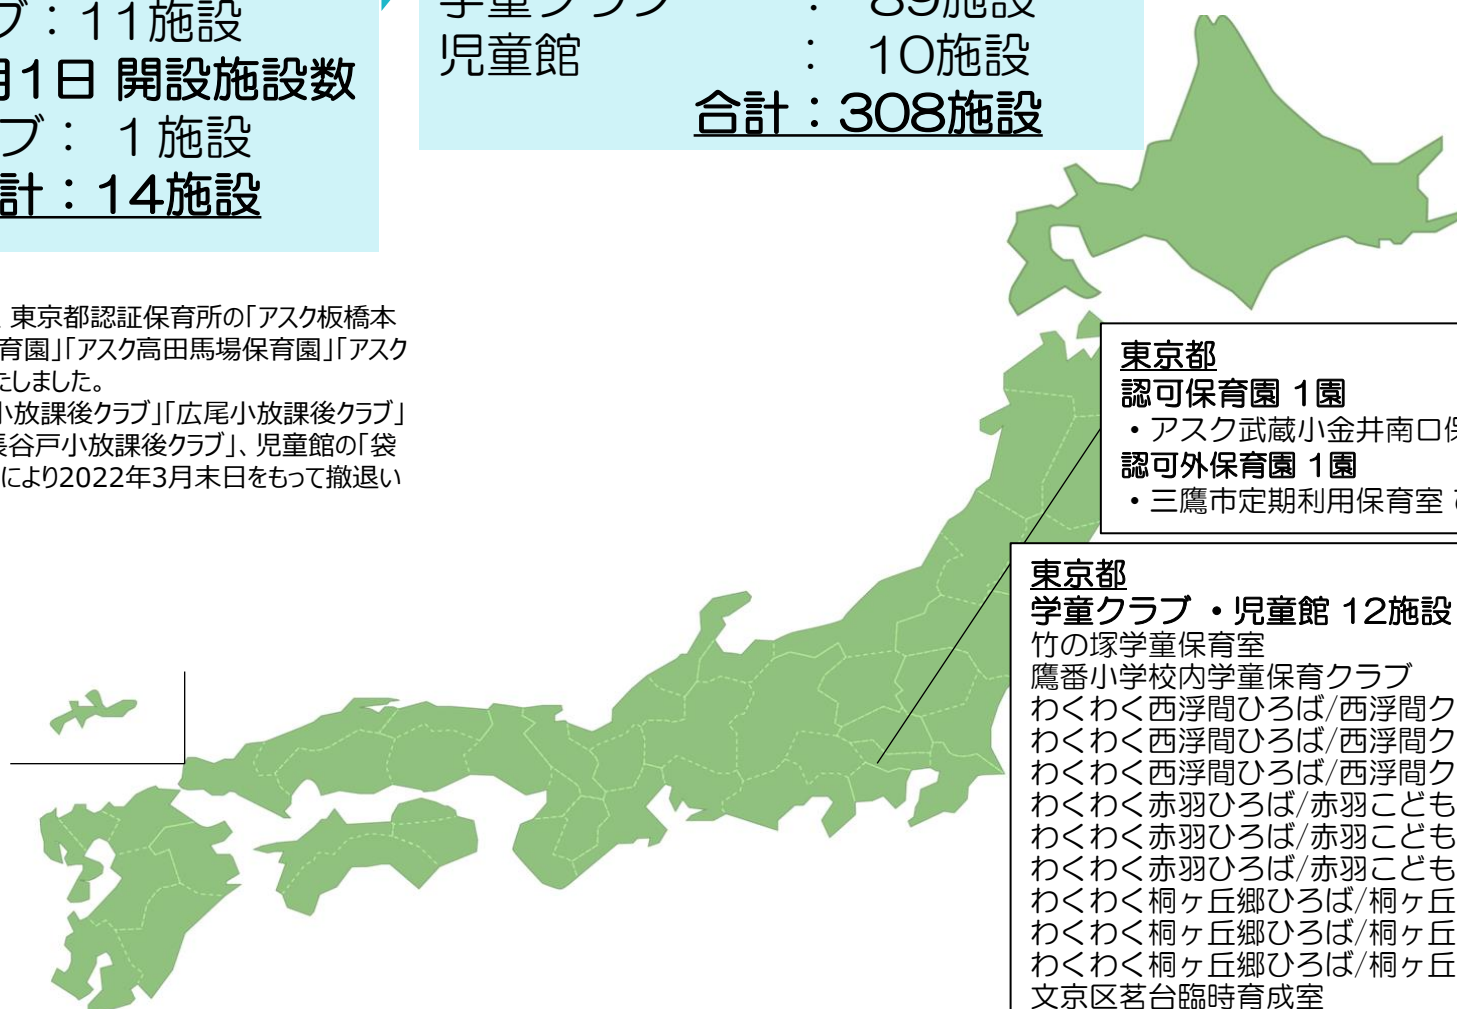 ブ：11施設
月1日 開設施設数
ブ： 1施設
計：14施設
学童クラブ ： 89施設
児童館 ： 10施設
合計：308施設
、東京都認証保育所の「アスク板橋本
育園」「アスク高田馬場保育園」「アスク
たしました。
小放課後クラブ」「広尾小放課後クラブ」
長谷戸小放課後クラブ」、児童館の「袋
により2022年3月末日をもって撤退い
東京都
認可保育園 1園
・アスク武蔵小金井南口保
認可外保育園 1園
・三鷹市定期利用保育室
東京都
学童クラブ ・児童館 12施設
竹の塚学童保育室
鷹番小学校内学童保育クラブ
わくわく西浮間ひろば/西浮間ク
わくわく西浮間ひろば/西浮間ク
わくわく西浮間ひろば/西浮間ク
わくわく赤羽ひろば/赤羽こども
わくわく赤羽ひろば/赤羽こども
わくわく赤羽ひろば/赤羽こども
わくわく桐ヶ丘郷ひろば/桐ヶ丘
わくわく桐ヶ丘郷ひろば/桐ヶ丘
わくわく桐ヶ丘郷ひろば/桐ヶ丘
文京区茗台臨時育成室